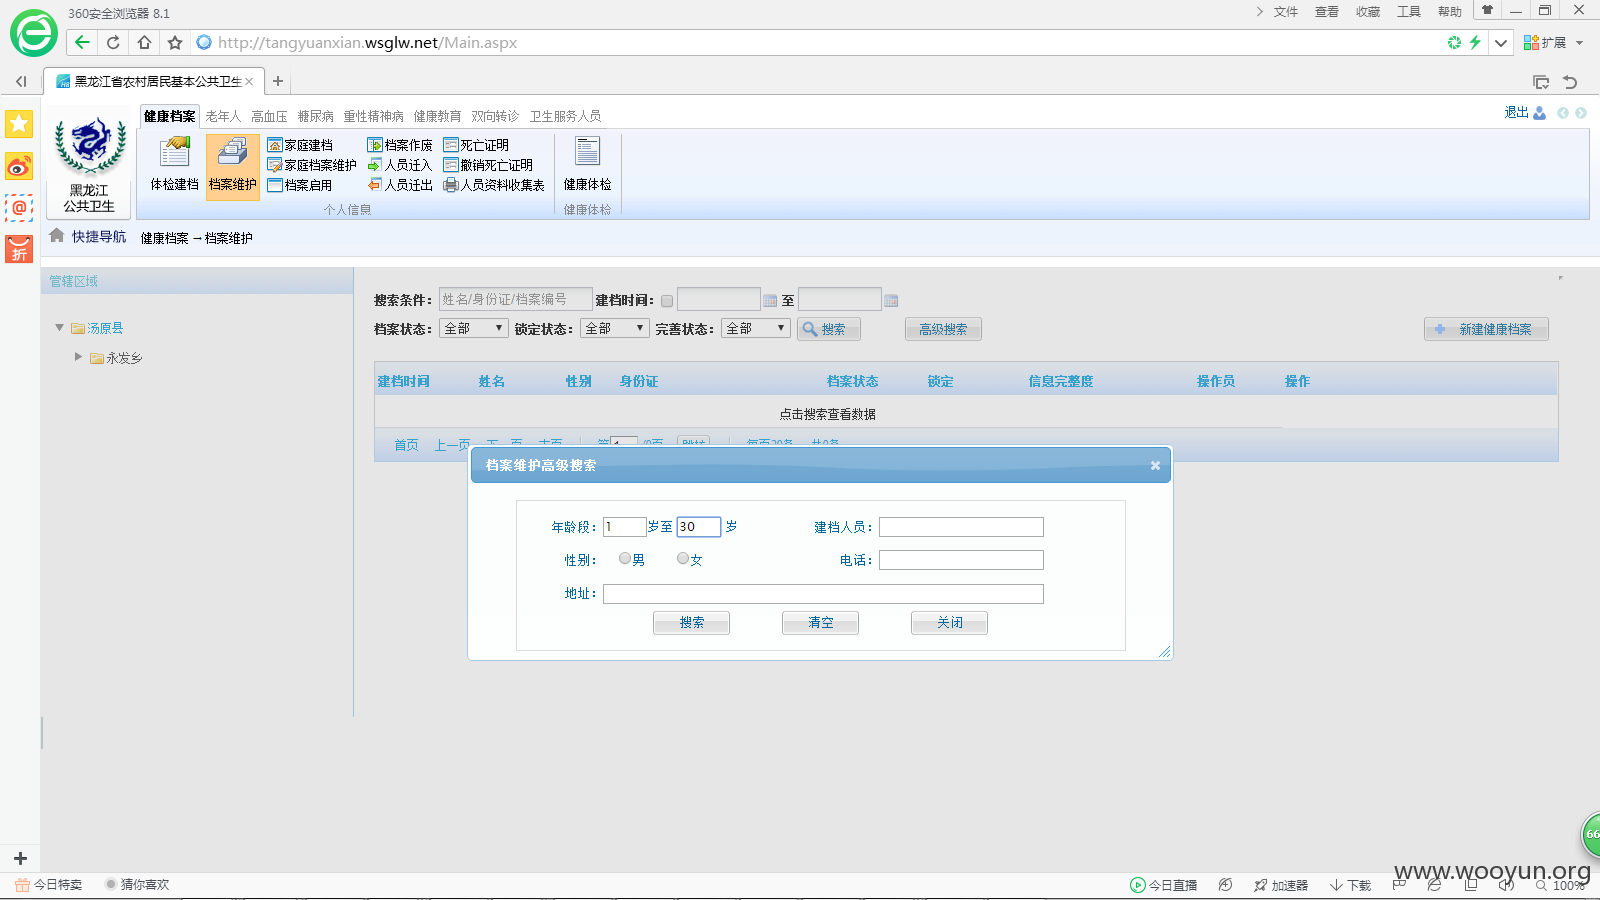 360安全浏览器 8.1
文件 查看 收藏 工具 帮助
http://tangyuanxian.wsglw.net/Main.aspx
扩展
黑龙江省农村居民基本公共卫生
健康档案 老年人 高血压 糖尿病 重性精神病 健康教育 双向转诊 卫生服务人员
退出
黑龙江
公共卫生
体检建档
档案维护
家庭建档
家庭档案维护
档案启用
档案作废
人员迁入
人员迁出
死亡证明
撤销死亡证明
人员资料收集表
个人信息
健康体检
健康体检
快捷导航 健康档案→档案维护
管辖区域
汤原县
永发乡
搜索条件: 姓名/身份证/档案编号 建档时间: 至
档案状态: 全部 锁定状态: 全部 完善状态: 全部 搜索 高级搜索 新建健康档案
建档时间 姓名 性别 身份证 档案状态 锁定 信息完整度 操作员 操作
点击搜索查看数据
首页 上一页
档案维护高级搜索
年龄段: 1 岁至 30 岁 建档人员:
性别: 男 女 电话:
地址:
搜索 清空 关闭
66
www.wooyun.org
今日特卖 猜你喜欢 今日直播 加速器 下载 100%